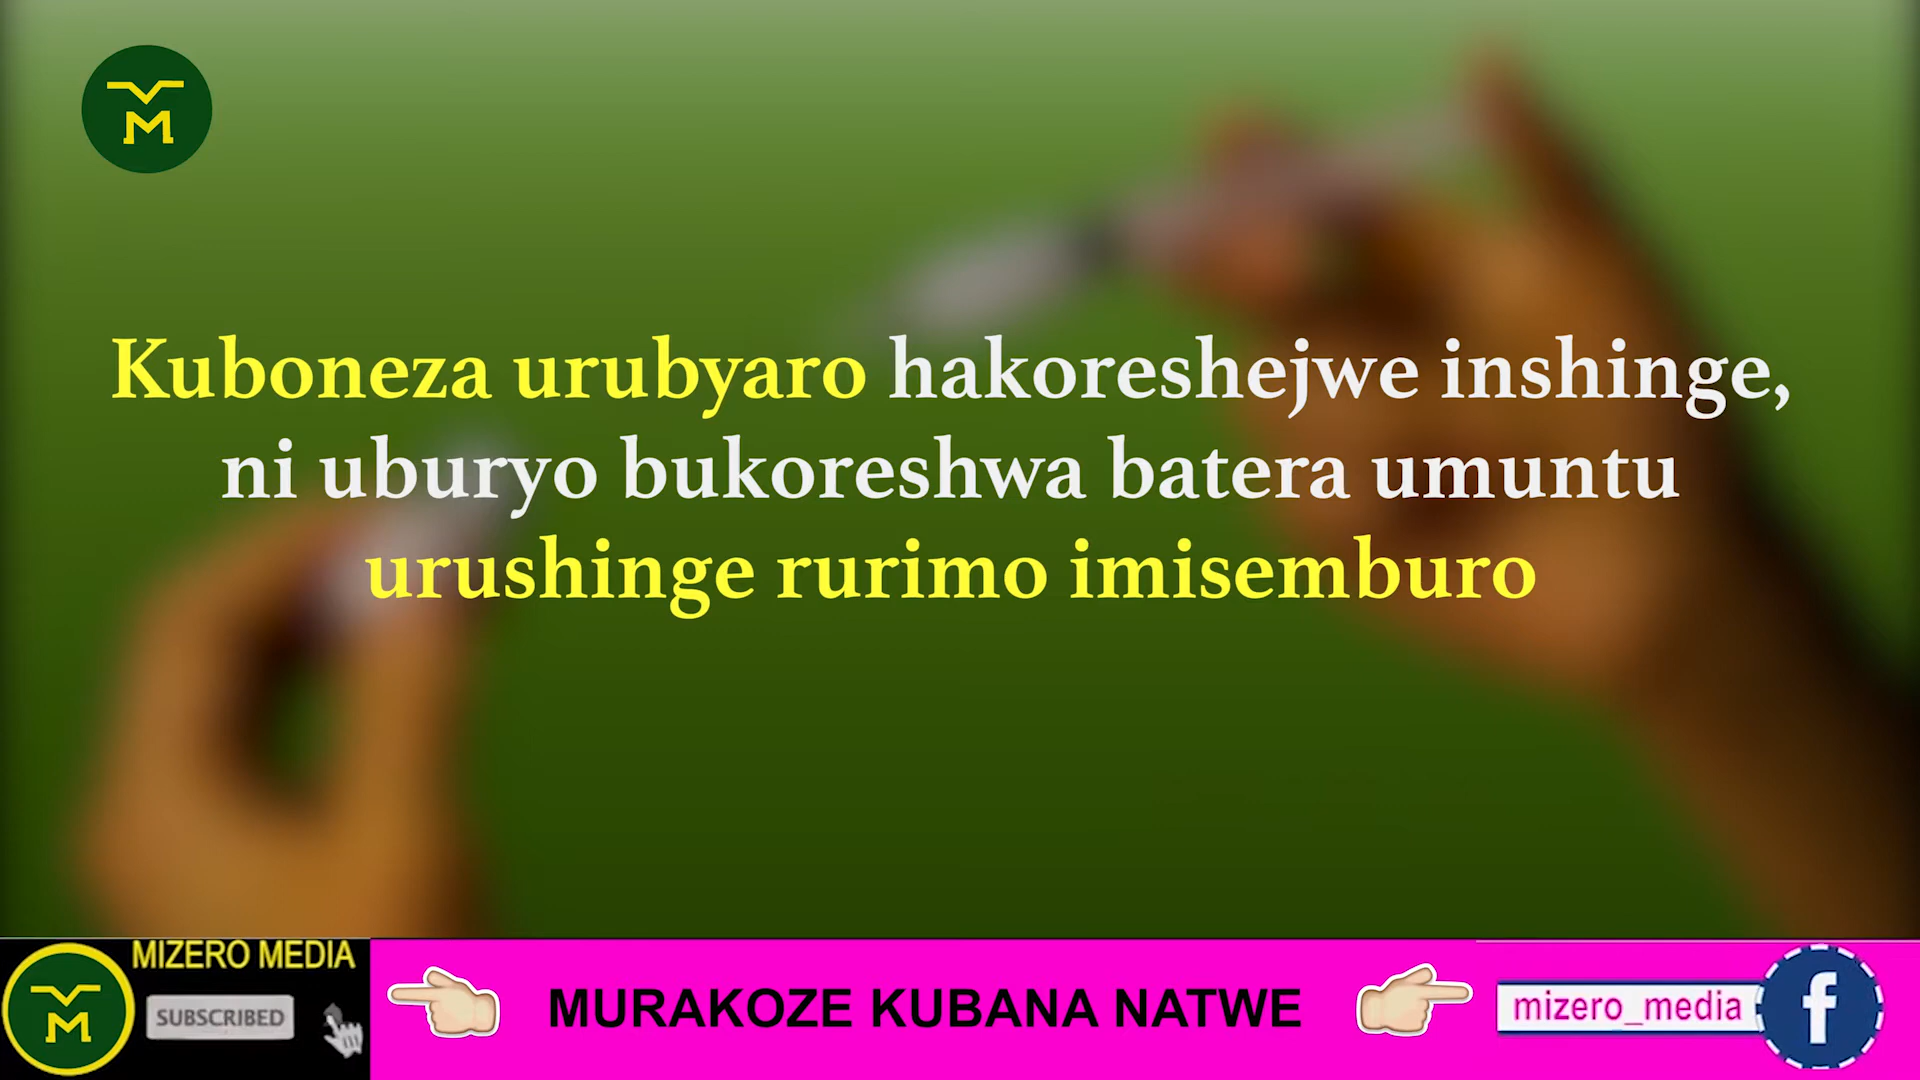 Kuboneza urubyaro hakoreshejwe inshinge,
ni uburyo bukoreshwa batera umuntu
urushinge rurimo imisemburo
MIZERO MEDIA
SUBSCRIBED
MURAKOZE KUBANA NATWE
mizero_media